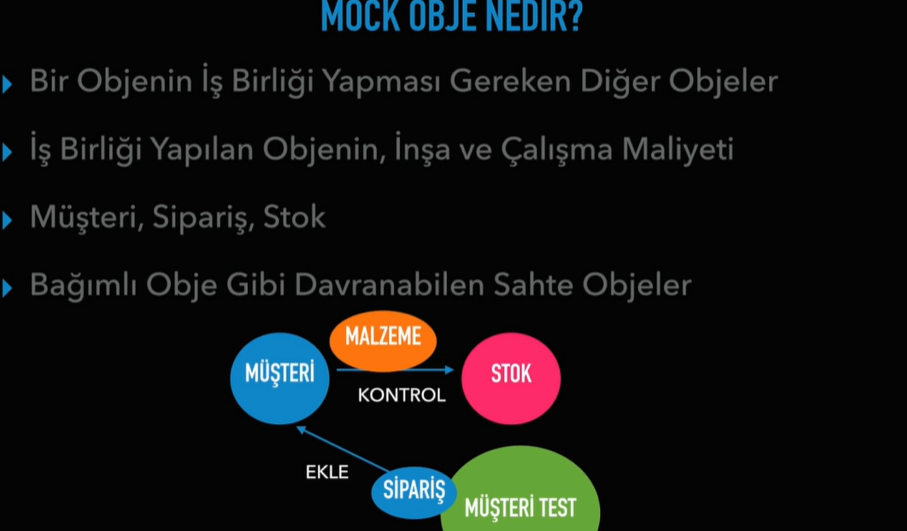 MOCK OBJE NEDİR?
Bir Objenin İş Birliği Yapması Gereken Diğer Objeler
İş Birliği Yapılan Objenin, İnşa ve Çalışma Maliyeti
Müşteri, Sipariş, Stok
Bağımlı Obje Gibi Davranabilen Sahte Objeler
MALZEME
MÜŞTERİ
STOK
KONTROL
EKLE
SİPARİŞ
MÜŞTERİ TEST